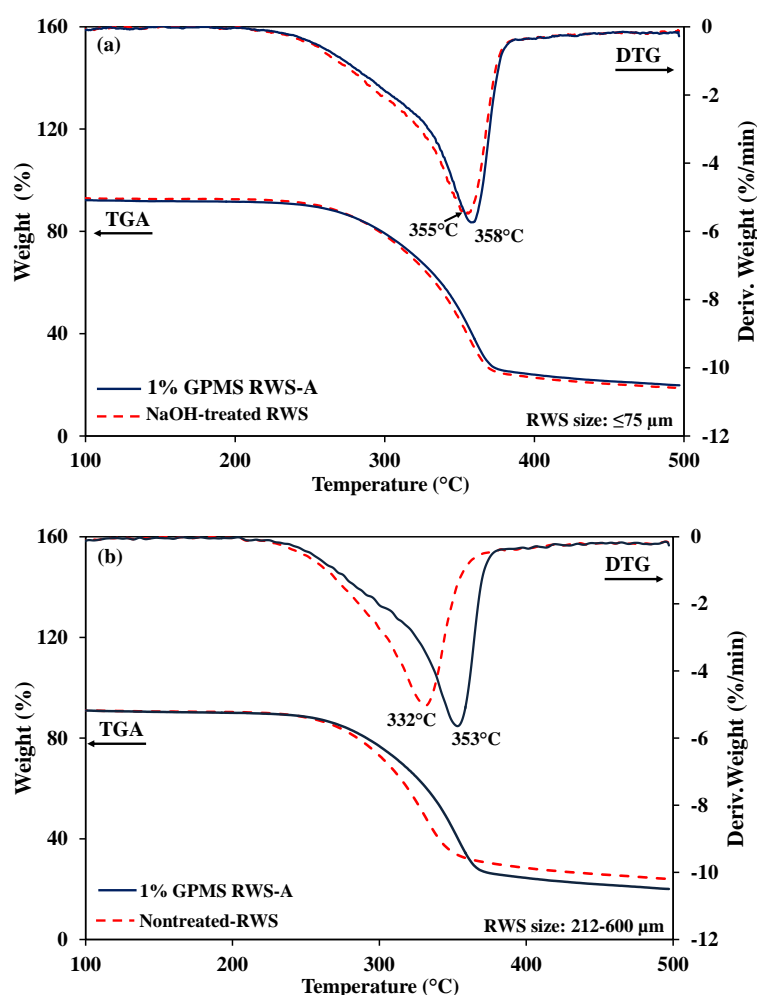 160
(a)
0
DTG
120
-2
-4
80
TGA
355°C
358°C
-6
-8
40
1% GPMS RWS-A
NaOH-treated RWS
-10
RWS size: ≤75 µm
0
-12
100
200
300
400
500
Temperature (°C)
Weight (%)
Deriv. Weight (%/min)
160
(b)
0
DTG
120
-2
-4
332°C
353°C
80
TGA
-6
-8
40
1% GPMS RWS-A
Nontreated-RWS
-10
RWS size: 212-600 µm
0
-12
100
200
300
400
500
Temperature (°C)
Weight (%)
Deriv.Weight (%/min)